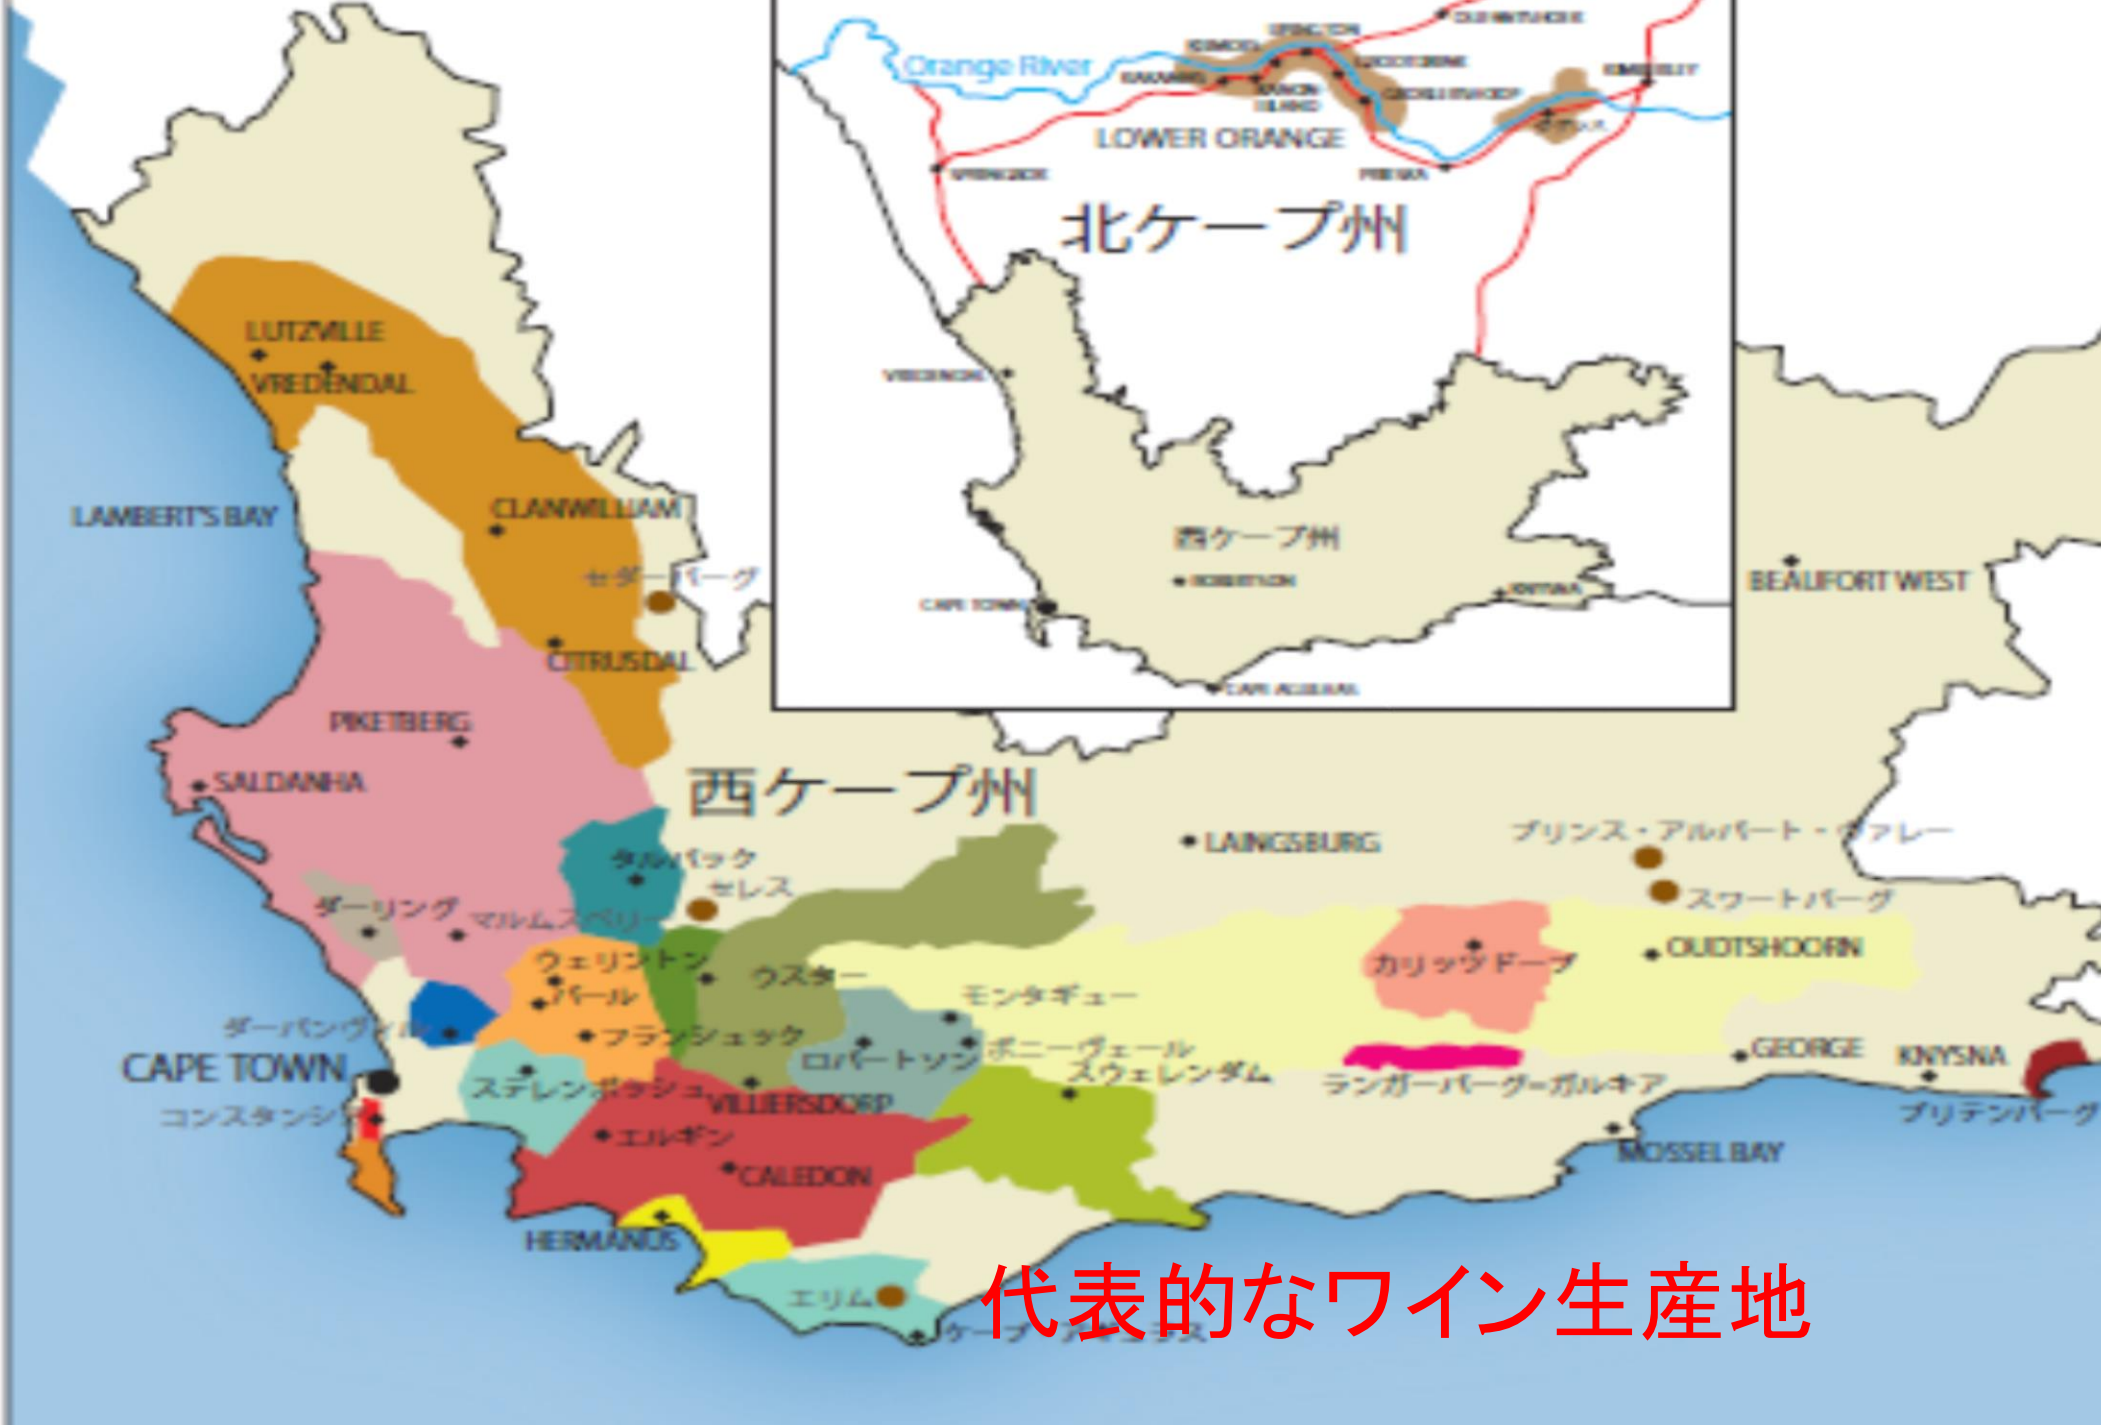 Orange River
LOWER ORANGE
北ケープ州
西ケープ州
CAPE TOWN
LUTZVILLE
VREDENDAL
LAMBERT'S BAY
CLANWILLIAM
セダーバーグ
CITRUSDAL
BEAUFORT WEST
PIKETBERG
SALDANHA
西ケープ州
LAINGSBURG
プリンス・アルバート・ヴァレー
タルバック
セレス
スワートバーグ
ダーリング
マルムスベリー
OUDTSHOORN
ウェリントン
ウスター
カリッツドープ
パール
モンタギュー
ダーバンヴィル
フランシュック
ロバートソン
ボニーヴェール
GEORGE
KNYSNA
CAPE TOWN
ステレンボッシュ
スウェレンダム
ランガーバーグ-ガルキア
VILLIERSDORP
コンスタンシア
プリテンバーグ
エルギン
MOSSEL BAY
CALEDON
HERMANUS
エリム
代表的なワイン生産地